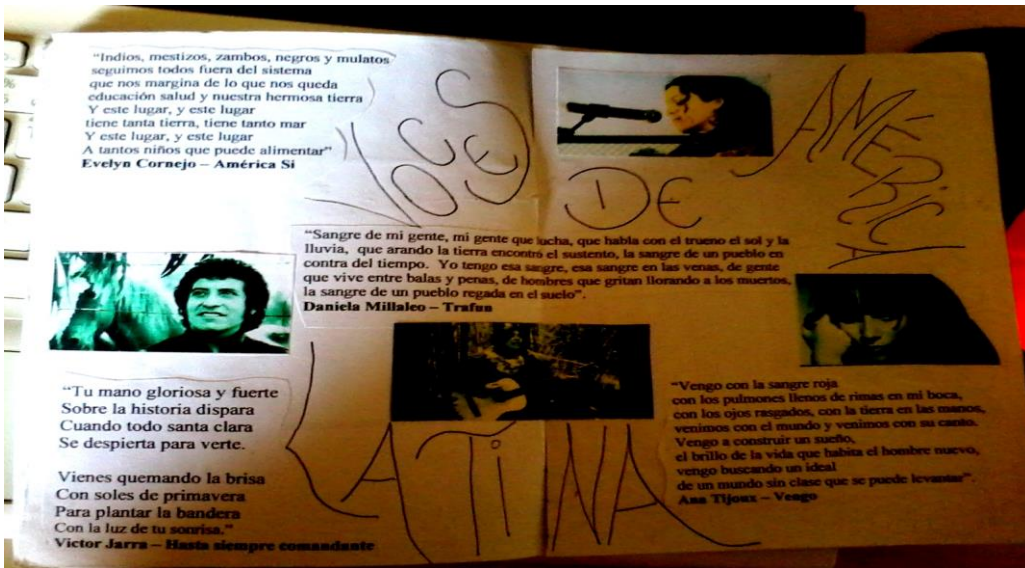 “Indios, mestizos, zambos, negros y mulatos
seguimos todos fuera del sistema
que nos margina de lo que nos queda
educación salud y nuestra hermosa tierra
Y este lugar, y este lugar
tiene tanta tierra, tiene tanto mar
Y este lugar, y este lugar
A tantos niños que puede alimentar”
Evelyn Cornejo – América Si
VOCES
DE
AMÉRICA
“Sangre de mi gente, mi gente que lucha, que habla con el trueno el sol y la
lluvia, que arando la tierra encontró el sustento, la sangre de un pueblo en
contra del tiempo. Yo tengo esa sangre, esa sangre en las venas, de gente
que vive entre balas y penas, de hombres que gritan llorando a los muertos,
la sangre de un pueblo regada en el suelo”.
Daniela Millaleo – Trafun
LATiNA
“Tu mano gloriosa y fuerte
Sobre la historia dispara
Cuando todo santa clara
Se despierta para verte.
Vienes quemando la brisa
Con soles de primavera
Para plantar la bandera
Con la luz de tu sonrisa.”
Victor Jarra – Hasta siempre comandante
“Vengo con la sangre roja
con los pulmones llenos de rimas en mi boca,
con los ojos rasgados, con la tierra en las manos,
venimos con el mundo y venimos con su canto.
Vengo a construir un sueño,
el brillo de la vida que habita el hombre nuevo,
vengo buscando un ideal
de un mundo sin clase que se puede levantar”.
Ana Tijoux – Vengo